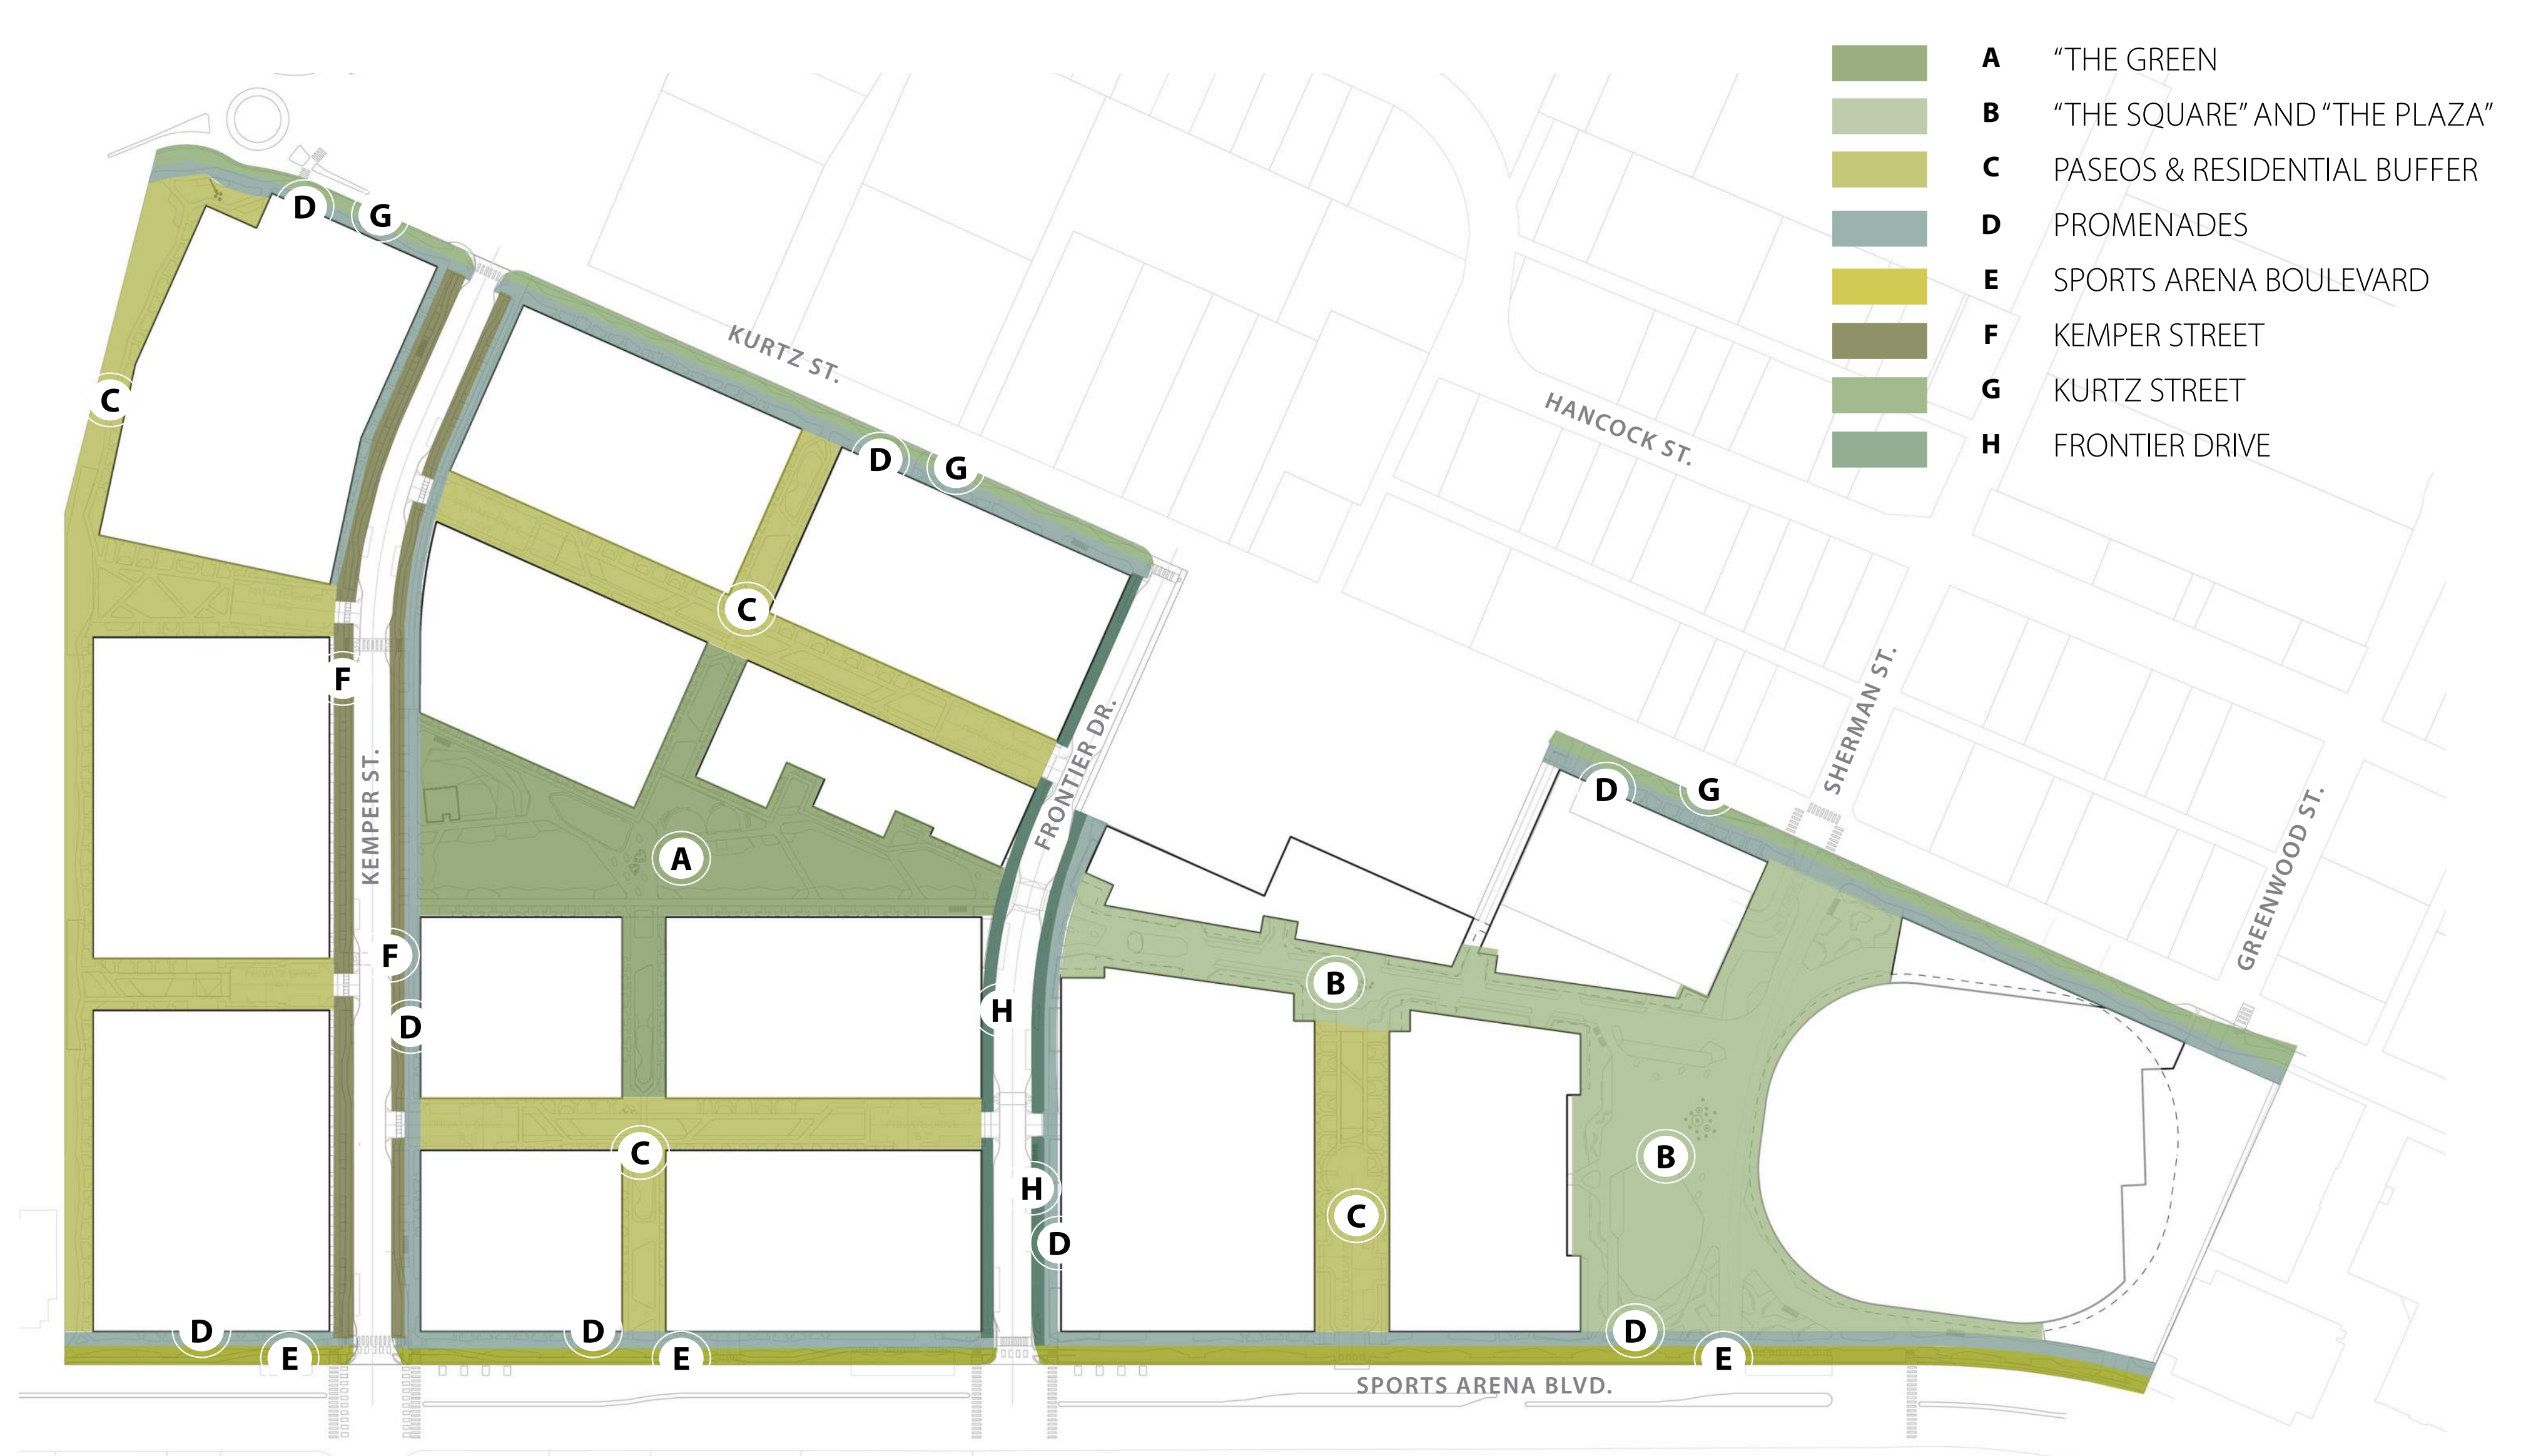 A “THE GREEN
B “THE SQUARE” AND “THE PLAZA”
C PASEOS & RESIDENTIAL BUFFER
D PROMENADES
E SPORTS ARENA BOULEVARD
F KEMPER STREET
G KURTZ STREET
H FRONTIER DRIVE
D G
KURTZ ST.
C
HANCOCK ST.
D G
C
F
SHERMAN ST.
FRONTIER DR.
KEMPER ST.
D G
GREENWOOD ST.
A
F
B
H
D
C
B
H
C
D
D E
D E
D E
SPORTS ARENA BLVD.